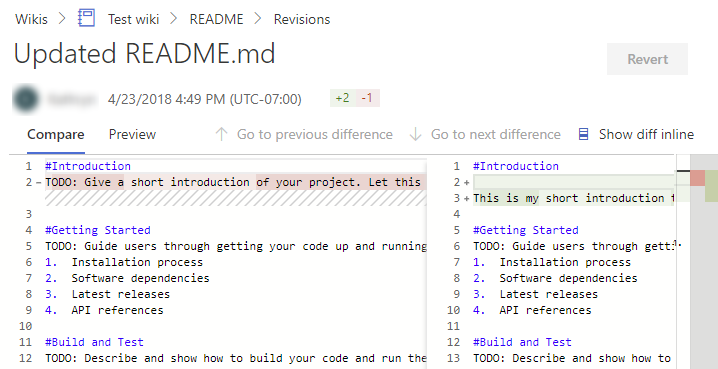 Wikis > Test wiki > README > Revisions
Updated README.md
Revert
4/23/2018 4:49 PM (UTC-07:00) +2 -1
Compare Preview ↑ Go to previous difference ↓ Go to next difference Show diff inline
1 #Introduction
2 – TODO: Give a short introduction of your project. Let this
3
4 #Getting Started
5 TODO: Guide users through getting your code up and running
6 1. Installation process
7 2. Software dependencies
8 3. Latest releases
9 4. API references
10
11 #Build and Test
12 TODO: Describe and show how to build your code and run the
1 #Introduction
2 +
3 + This is my short introduction
4
5 #Getting Started
6 TODO: Guide users through gett
7 1. Installation process
8 2. Software dependencies
9 3. Latest releases
10 4. API references
11
12 #Build and Test
13 TODO: Describe and show how to